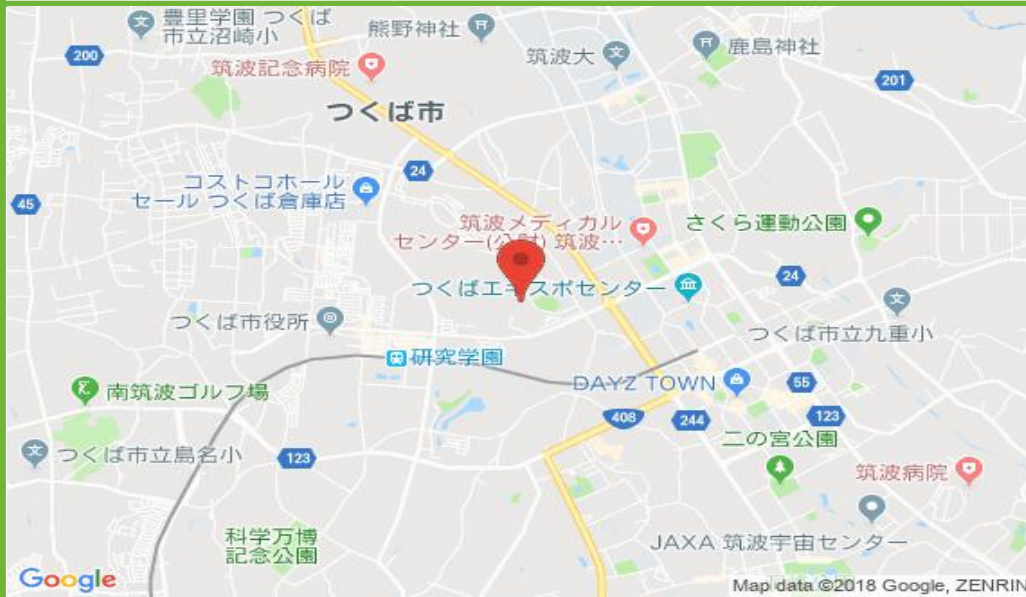 豊里学園 つくば
市立沼崎小
熊野神社
筑波大
鹿島神社
200
筑波記念病院
201
つくば市
24
コストコホール
セール つくば倉庫店
45
筑波メディカル
センター(公財) 筑波…
さくら運動公園
24
つくばエキスポセンター
つくば市役所
つくば市立九重小
研究学園
DAYZ TOWN
55
南筑波ゴルフ場
408
244
123
二の宮公園
つくば市立島名小
123
筑波病院
科学万博
記念公園
JAXA 筑波宇宙センター
Google
Map data ©2018 Google, ZENRIN